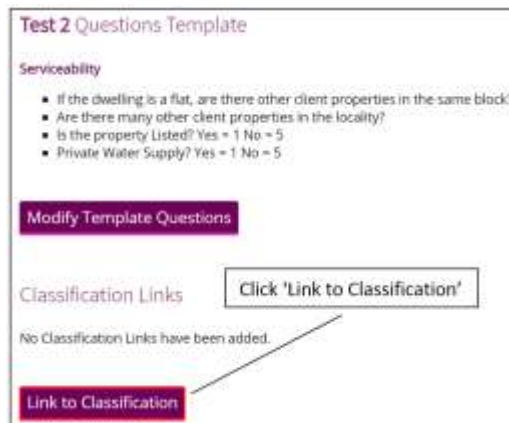 Test 2 Questions Template
Serviceability
If the dwelling is a flat, are there other client properties in the same block?
Are there many other client properties in the locality?
Is the property Listed? Yes = 1 No = 5
Private Water Supply? Yes = 1 No = 5
Modify Template Questions
Classification Links
Click 'Link to Classification'
No Classification Links have been added.
Link to Classification